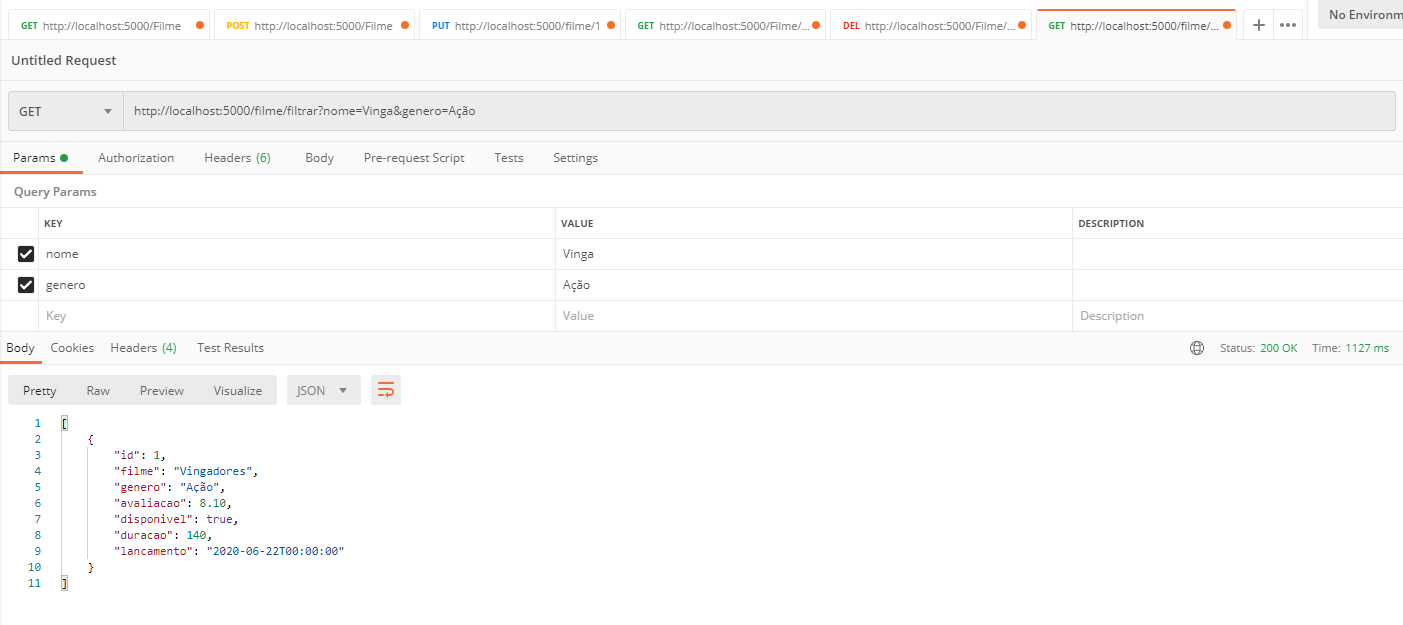 GET http://localhost:5000/Filme POST http://localhost:5000/Filme PUT http://localhost:5000/filme/1 GET http://localhost:5000/Filme/... DEL http://localhost:5000/Filme/... GET http://localhost:5000/filme/... + ••• No Environm
Untitled Request
GET http://localhost:5000/filme/filtrar?nome=Vinga&genero=Ação
Params Authorization Headers (6) Body Pre-request Script Tests Settings
Query Params
KEY VALUE DESCRIPTION
nome Vinga
genero Ação
Key Value Description
Body Cookies Headers (4) Test Results Status: 200 OK Time: 1127 ms
Pretty Raw Preview Visualize JSON
1 [
2 {
3 "id": 1,
4 "filme": "Vingadores",
5 "genero": "Ação",
6 "avaliacao": 8.10,
7 "disponivel": true,
8 "duracao": 140,
9 "lancamento": "2020-06-22T00:00:00"
10 }
11 ]